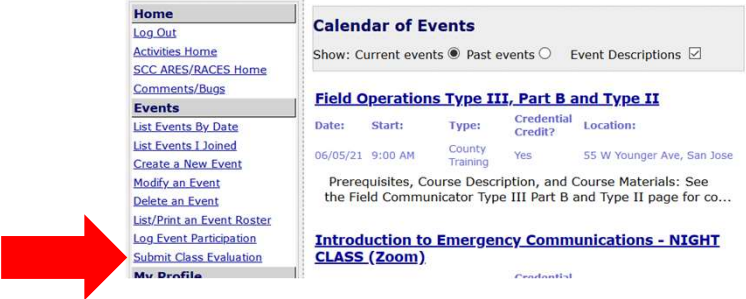 Home
Log Out
Activities Home
SCC ARES/RACES Home
Comments/Bugs
Events
List Events By Date
List Events I Joined
Create a New Event
Modify an Event
Delete an Event
List/Print an Event Roster
Log Event Participation
Submit Class Evaluation
My Profile
Calendar of Events
Show: Current events Past events Event Descriptions
Field Operations Type III, Part B and Type II
Date: Start: Type: Credential Credit? Location:
06/05/21 9:00 AM County Training Yes 55 W Younger Ave, San Jose
Prerequisites, Course Description, and Course Materials: See
the Field Communicator Type III Part B and Type II page for co...
Introduction to Emergency Communications - NIGHT
CLASS (Zoom)
Credential